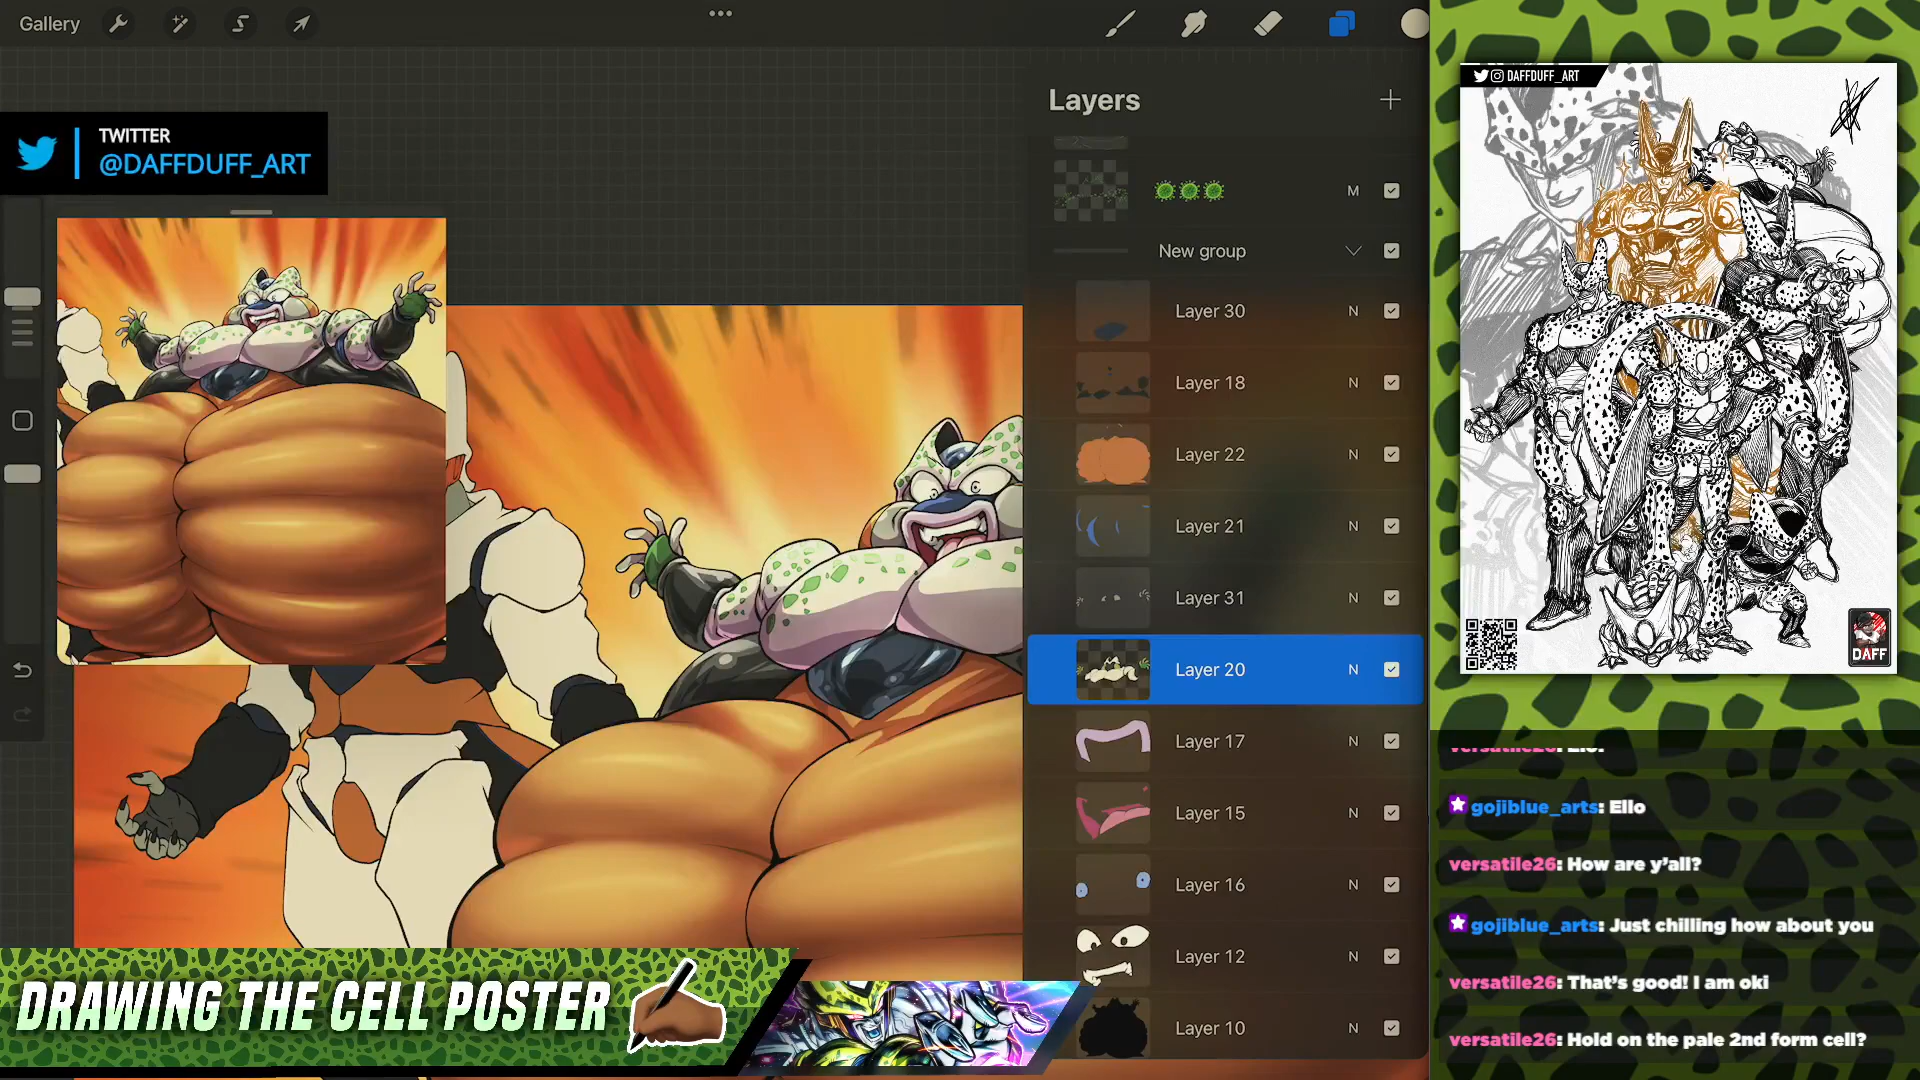 Gallery
TWITTER
@DAFFDUFF_ART
Layers
M
New group
Layer 30 N
Layer 18 N
Layer 22 N
Layer 21 N
Layer 31 N
Layer 20 N
Layer 17 N
Layer 15 N
Layer 16 N
Layer 12 N
Layer 10 N
DRAWING THE CELL POSTER
DAFFDUFF_ART
DAFF
versatile26: Ello!
gojiblue_arts: Ello
versatile26: How are y'all?
gojiblue_arts: Just chilling how about you
versatile26: That's good! I am oki
versatile26: Hold on the pale 2nd form cell?